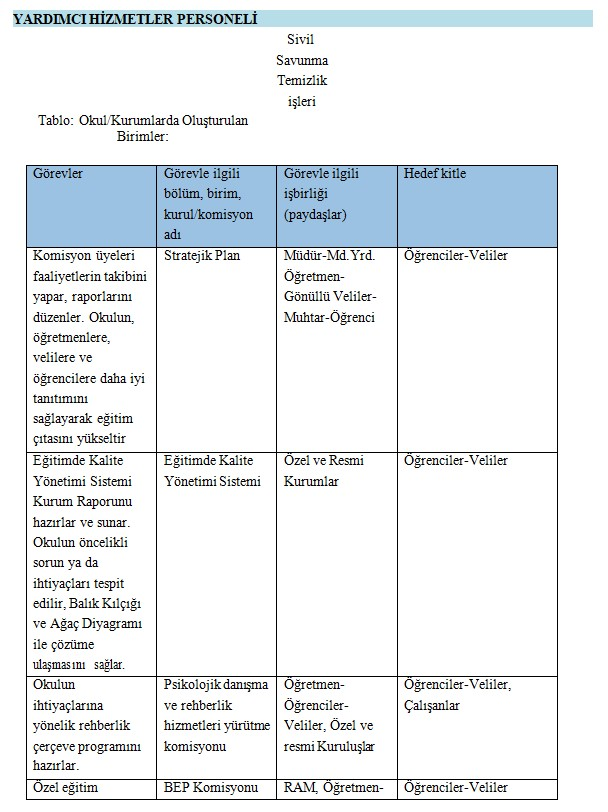 YARDIMCI HİZMETLER PERSONELİ
Sivil
Savunma
Temizlik
işleri
Tablo: Okul/Kurumlarda Oluşturulan
Birimler:
Görevler
Görevle ilgili
bölüm, birim,
kurul/komisyon
adı
Görevle ilgili
işbirliği
(paydaşlar)
Hedef kitle
Komisyon üyeleri
faaliyetlerin takibini
yapar, raporlarını
düzenler. Okulun,
öğretmenlere,
velilere ve
öğrencilere daha iyi
tanıtımını
sağlayarak eğitim
çıtasını yükseltir
Stratejik Plan
Müdür-Md.Yrd.
Öğretmen-
Gönüllü Veliler-
Muhtar-Öğrenci
Öğrenciler-Veliler
Eğitimde Kalite
Yönetimi Sistemi
Kurum Raporunu
hazırlar ve sunar.
Okulun öncelikli
sorun ya da
ihtiyaçları tespit
edilir, Balık Kılçığı
ve Ağaç Diyagramı
ile çözüme
ulaşmasını sağlar.
Eğitimde Kalite
Yönetimi Sistemi
Özel ve Resmi
Kurumlar
Öğrenciler-Veliler
Okulun
ihtiyaçlarına
yönelik rehberlik
çerçeve programını
hazırlar.
Psikolojik danışma
ve rehberlik
hizmetleri yürütme
komisyonu
Öğretmen-
Öğrenciler-
Veliler, Özel ve
resmi Kuruluşlar
Öğrenciler-Veliler,
Çalışanlar
Özel eğitim
BEP Komisyonu
RAM, Öğretmen-
Öğrenciler-Veliler